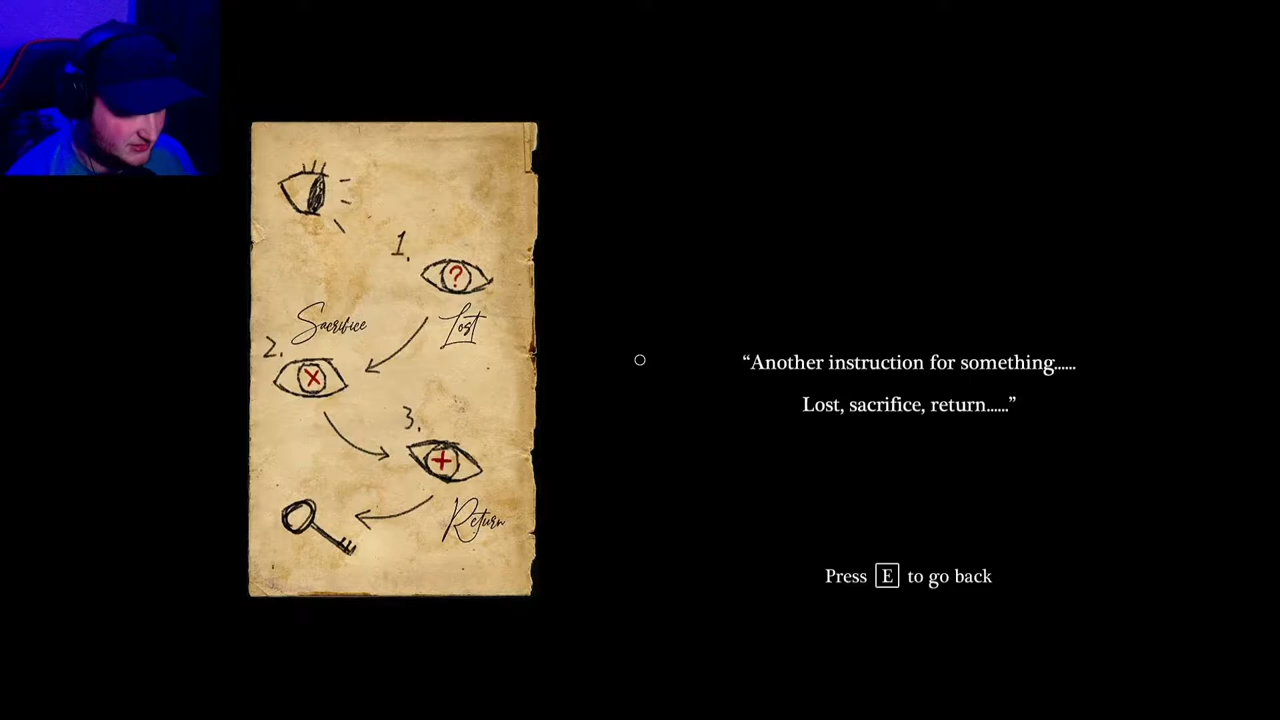 1.
?
Sacrifice
Lost
2.
X
3.
+
Return
“Another instruction for something......
Lost, sacrifice, return......”
Press E to go back